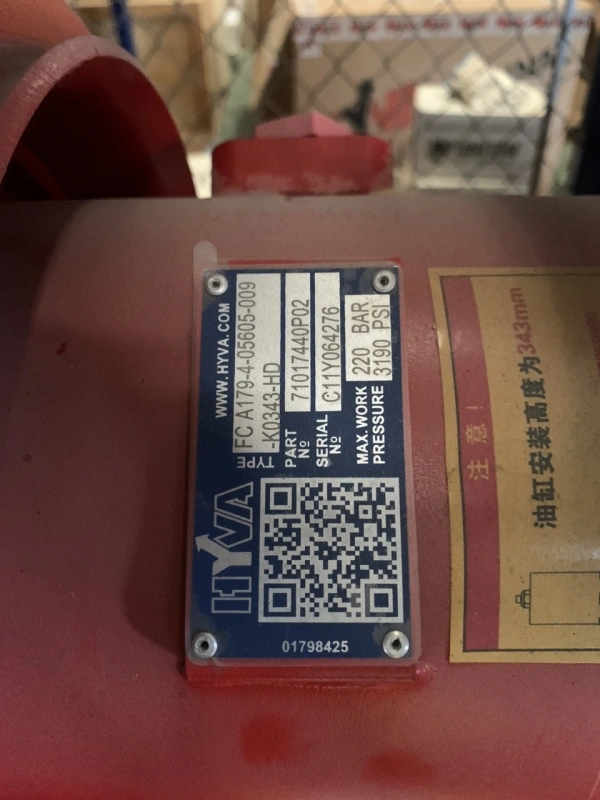 WWW.HYVA.COM
TYPE FC A179-4-05605-009
-K0343-HD
PART Nº 71017440P02
SERIAL Nº C11Y064276
MAX.WORK PRESSURE 220 BAR
3190 PSI
HYVA
01798425
注 意！
油缸安装高度为343mm